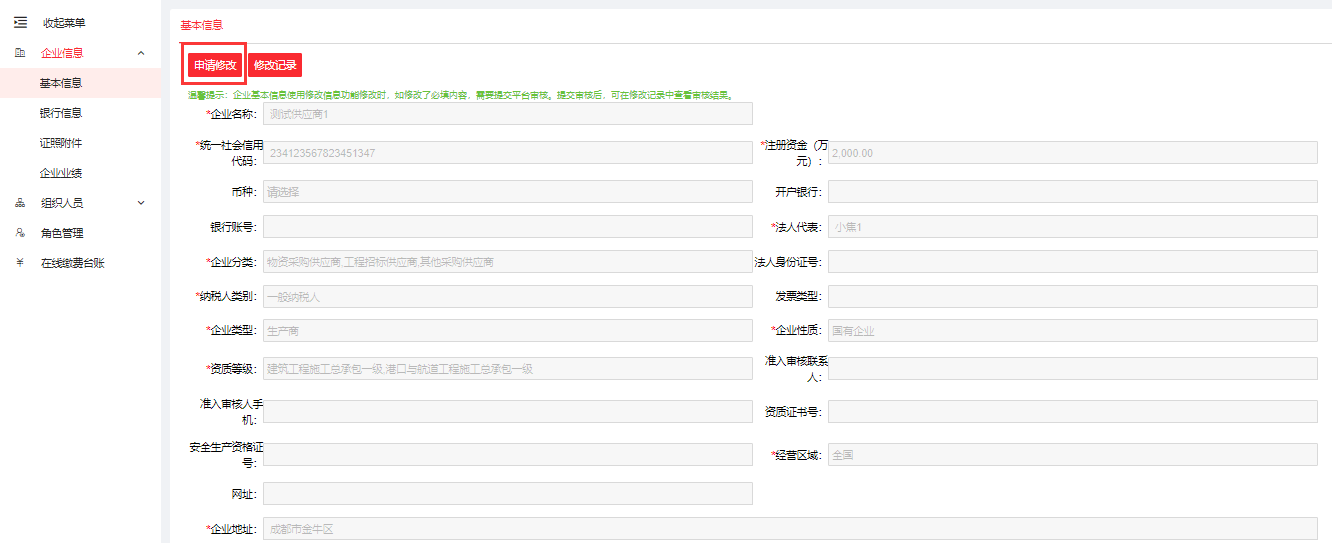 收起菜单
企业信息
基本信息
银行信息
证照附件
企业业绩
组织人员
角色管理
在线缴费台账
基本信息
申请修改 修改记录
温馨提示：企业基本信息使用修改信息功能修改时，如修改了必填内容，需要提交平台审核。提交审核后，可在修改记录中查看审核结果。
*企业名称： 测试供应商1
*统一社会信用
代码： 234123567823451347
*注册资金（万
元）： 2,000.00
币种： 请选择
开户银行：
银行账号：
*法人代表： 小焦1
*企业分类： 物资采购供应商,工程招标供应商,其他采购供应商
法人身份证号：
*纳税人类别： 一般纳税人
发票类型：
*企业类型： 生产商
*企业性质： 国有企业
*资质等级： 建筑工程施工总承包一级,港口与航道工程施工总承包一级
准入审核联系
人：
准入审核人手
机：
资质证书号：
安全生产资格证
号：
*经营区域： 全国
网址：
*企业地址： 成都市金牛区